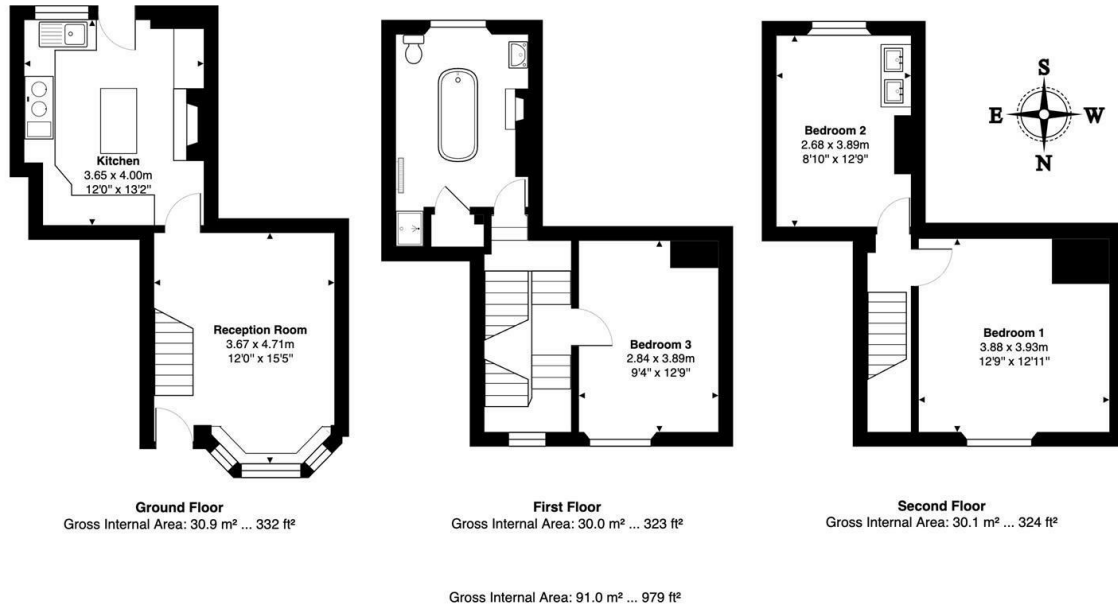 S
E
W
N
Kitchen
3.65 x 4.00m
12'0" x 13'2"
Reception Room
3.67 x 4.71m
12'0" x 15'5"
Bedroom 3
2.84 x 3.89m
9'4" x 12'9"
Bedroom 2
2.68 x 3.89m
8'10" x 12'9"
Bedroom 1
3.88 x 3.93m
12'9" x 12'11"
Ground Floor
Gross Internal Area: 30.9 m² ... 332 ft²
First Floor
Gross Internal Area: 30.0 m² ... 323 ft²
Second Floor
Gross Internal Area: 30.1 m² ... 324 ft²
Gross Internal Area: 91.0 m² ... 979 ft²